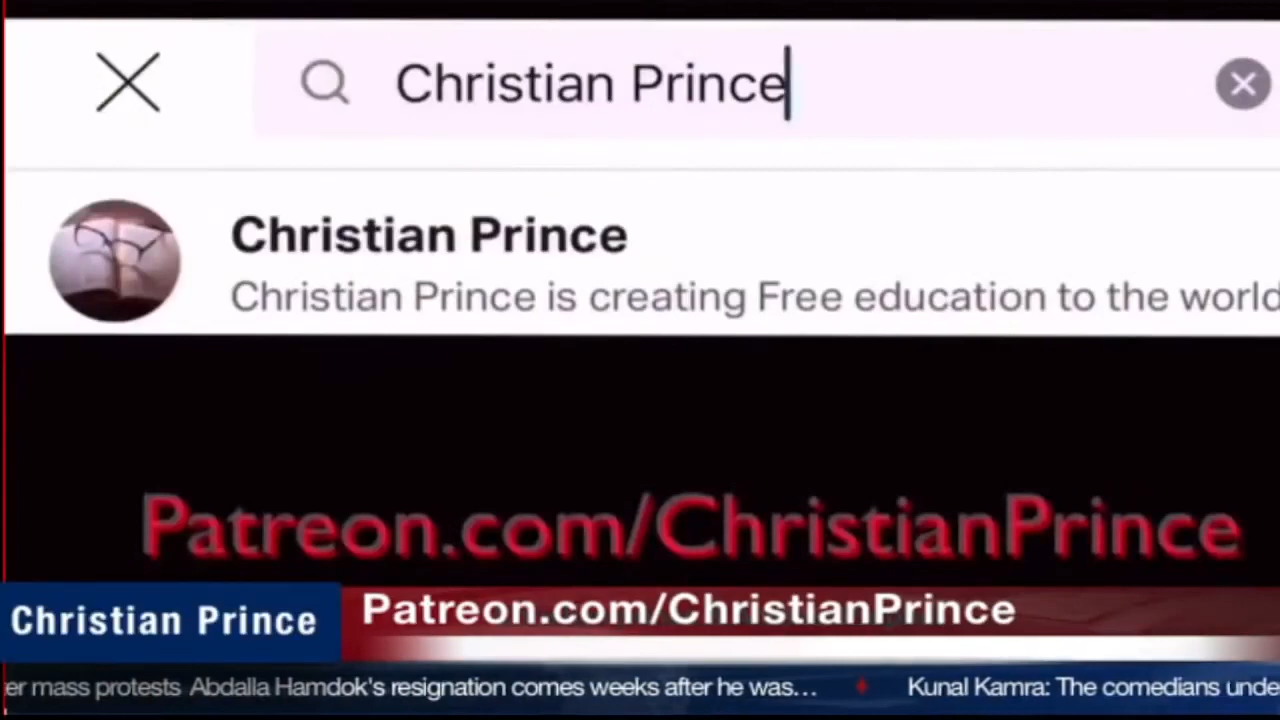 Christian Prince
Christian Prince
Christian Prince is creating Free education to the world
Patreon.com/ChristianPrince
Christian Prince
Patreon.com/ChristianPrince
er mass protests Abdalla Hamdok's resignation comes weeks after he was... Kunal Kamra: The comedians unde